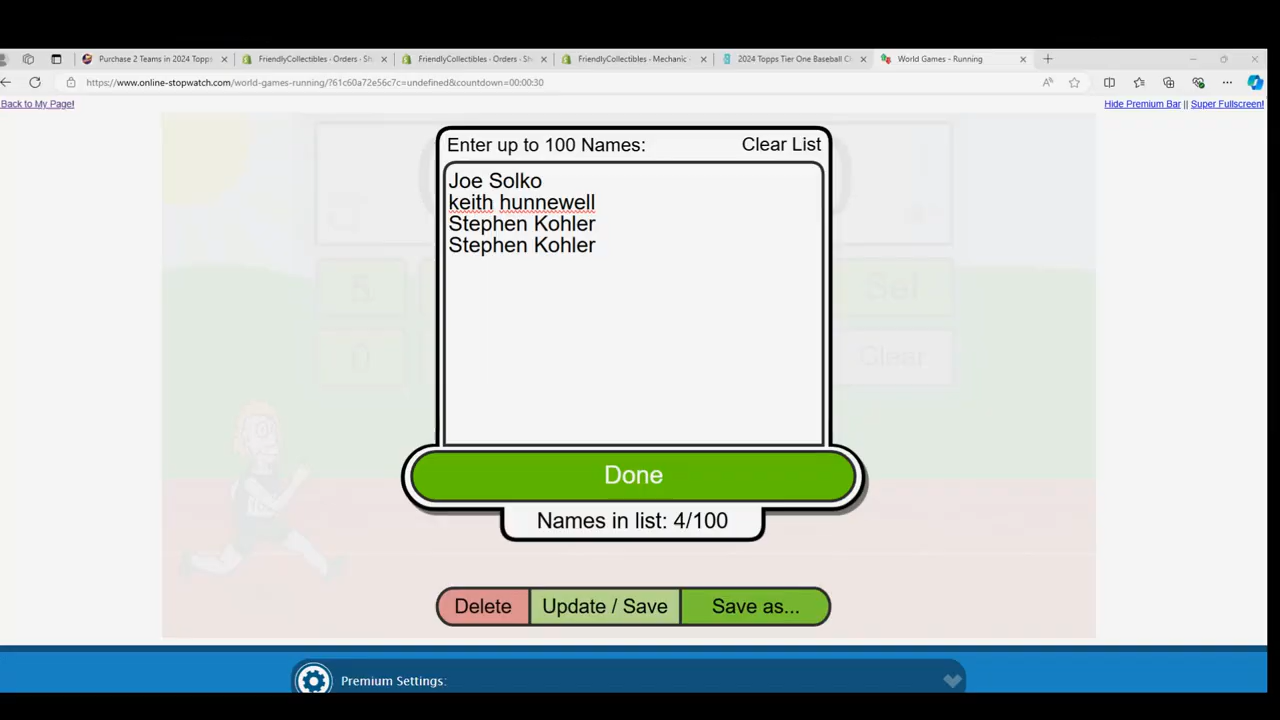 Purchase 2 Teams in 2024 Topps
FriendlyCollectibles - Orders - Sh
FriendlyCollectibles - Orders - Sh
FriendlyCollectibles - Mechanic -
2024 Topps Tier One Baseball C
World Games - Running
https://www.online-stopwatch.com/world-games-running/?61c60a72e56c7c=undefined&countdown=00:00:30
Back to My Page!
Hide Premium Bar || Super Fullscreen!
Enter up to 100 Names:
Clear List
Joe Solko
keith hunnewell
Stephen Kohler
Stephen Kohler
Set
Clear
Done
Names in list: 4/100
Delete
Update / Save
Save as...
Premium Settings: